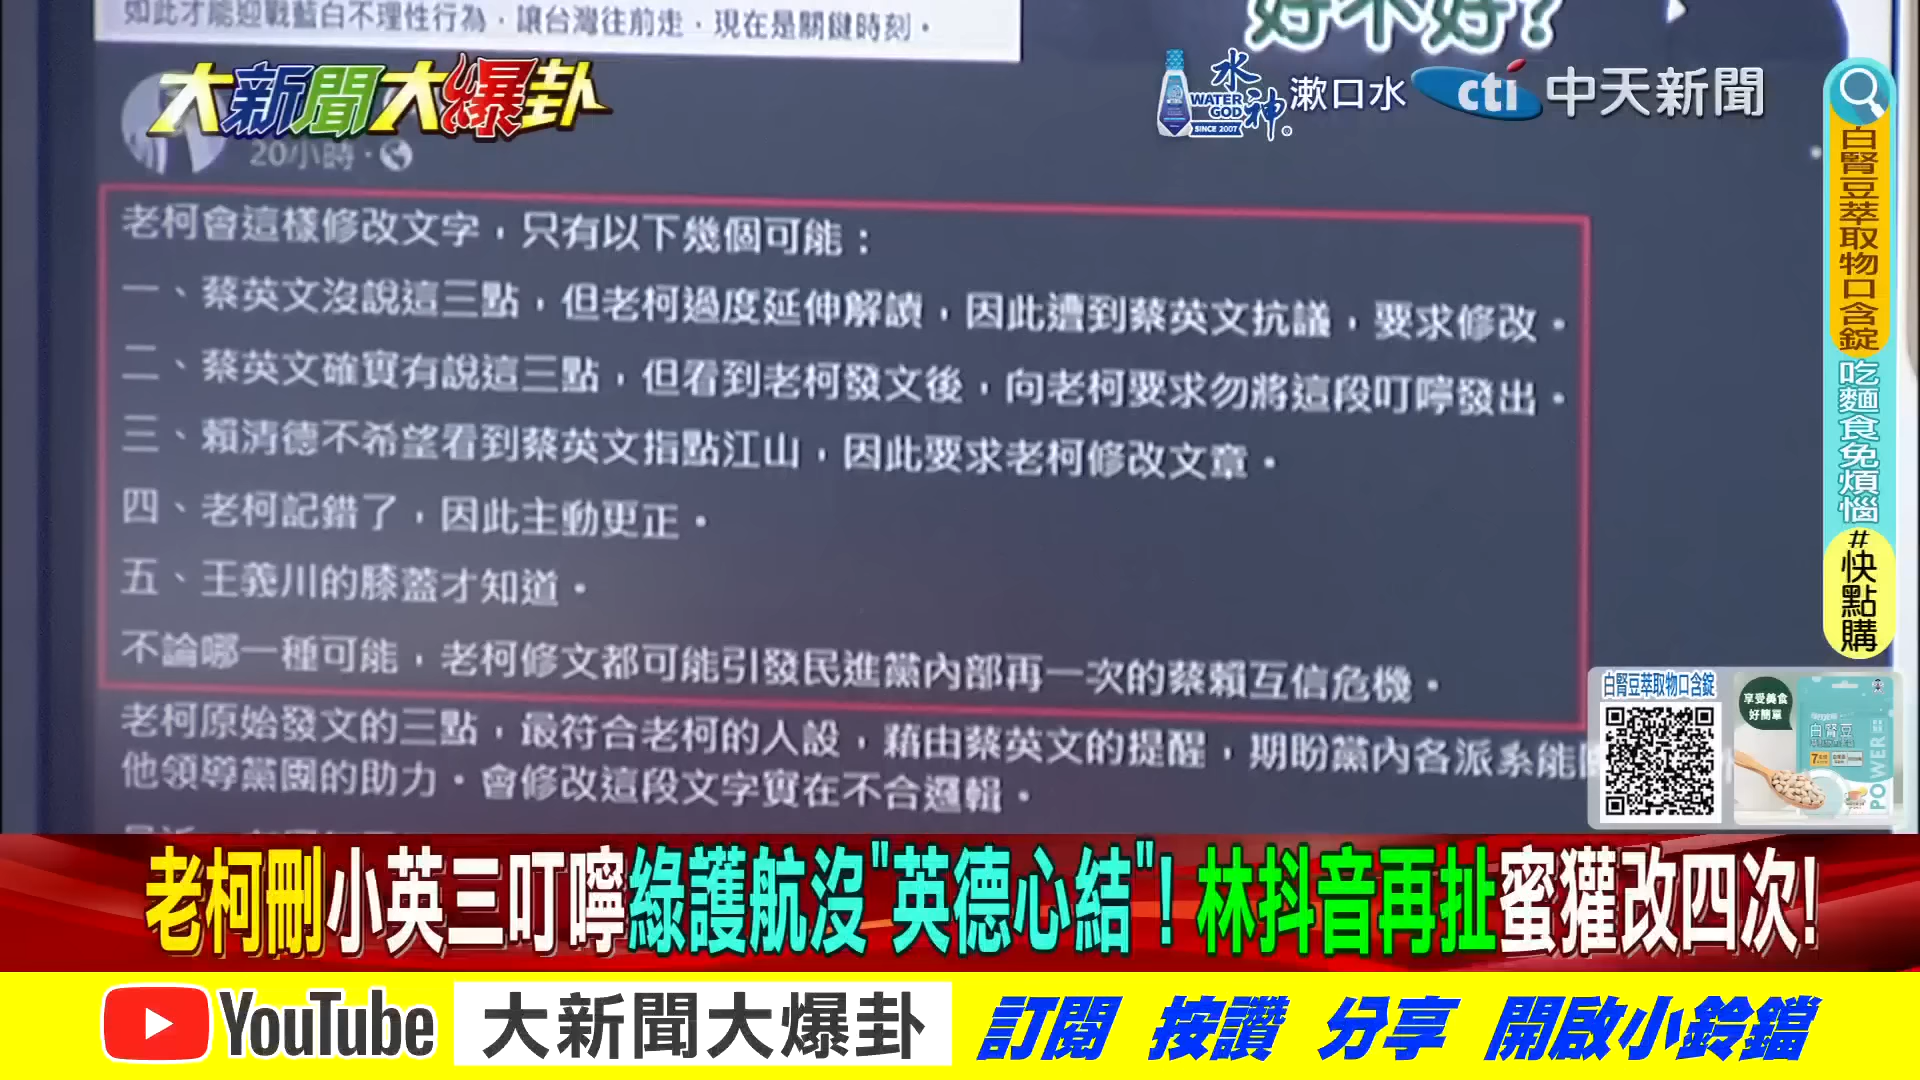 如此才能迎戰藍白不理性行為，讓台灣往前走，現在是關鍵時刻。
好不好？
大新聞大爆卦
水神
WATER GOD
SINCE 2007
漱口水
cti 中天新聞
20小時
老柯會這樣修改文字，只有以下幾個可能：
一、蔡英文沒說這三點，但老柯過度延伸解讀，因此遭到蔡英文抗議，要求修改。
二、蔡英文確實有說這三點，但看到老柯發文後，向老柯要求勿將這段叮嚀發出。
三、賴清德不希望看到蔡英文指點江山，因此要求老柯修改文章。
四、老柯記錯了，因此主動更正。
五、王義川的膝蓋才知道。
不論哪一種可能，老柯修文都可能引發民進黨內部再一次的蔡賴互信危機。
老柯原始發文的三點，最符合老柯的人設，藉由蔡英文的提醒，期盼黨內各派系能
他領導黨團的助力。會修改這段文字實在不合邏輯。
白腎豆萃取物口含錠
吃麵食免煩惱
#快點購
白腎豆萃取物口含錠
享受美食
好簡單
白腎豆
POWER
老柯刪小英三叮嚀綠護航沒"英德心結"! 林抖音再扯蜜獾改四次!
YouTube 大新聞大爆卦 訂閱 按讚 分享 開啟小鈴鐺